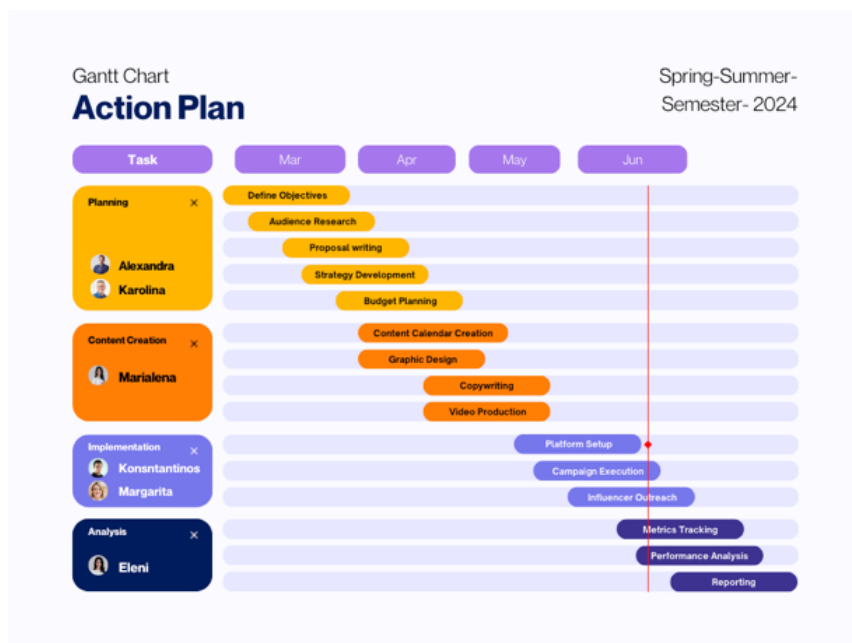 Gantt Chart
Action Plan
Spring-Summer-
Semester- 2024
Task
Mar
Apr
May
Jun
Planning
Alexandra
Karolina
Define Objectives
Audience Research
Proposal writing
Strategy Development
Budget Planning
Content Creation
Marialena
Content Calendar Creation
Graphic Design
Copywriting
Video Production
Implementation
Konsntantinos
Margarita
Platform Setup
Campaign Execution
Influencer Outreach
Analysis
Eleni
Metrics Tracking
Performance Analysis
Reporting